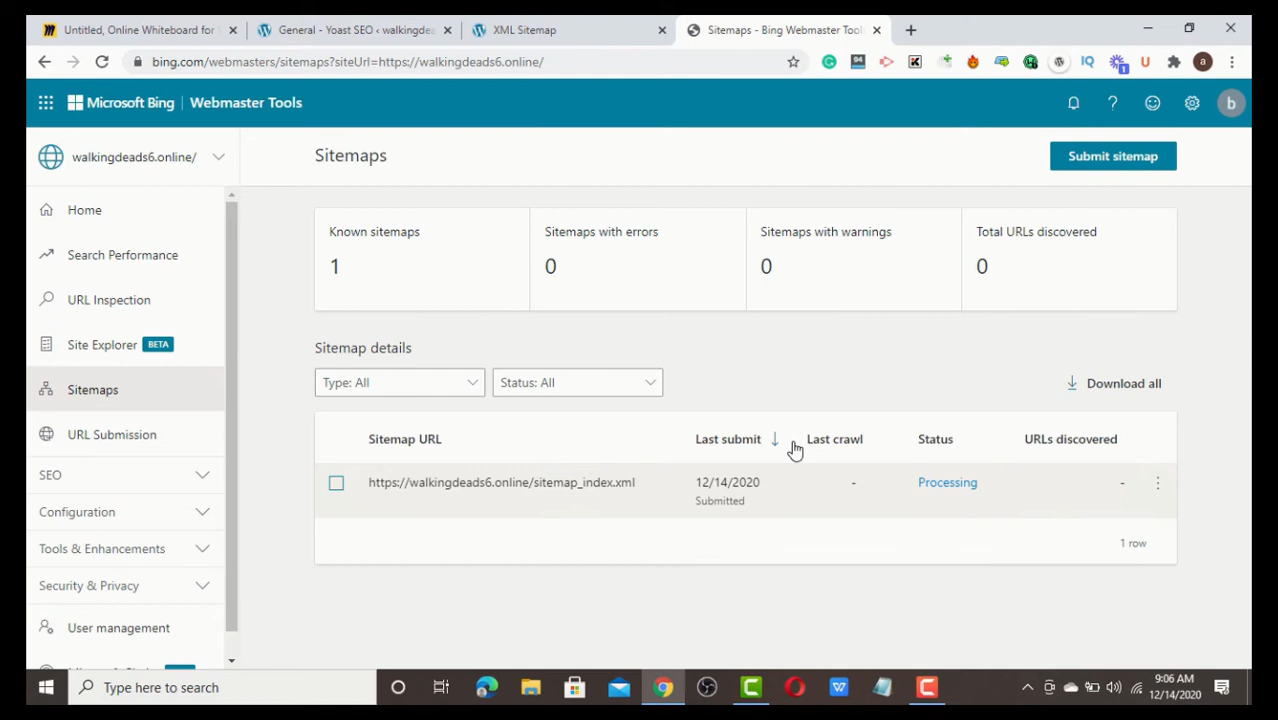 Untitled, Online Whiteboard for
General - Yoast SEO ‹ walkingdea
XML Sitemap
Sitemaps - Bing Webmaster Tool
bing.com/webmasters/sitemaps?siteUrl=https://walkingdeads6.online/
Microsoft Bing | Webmaster Tools
b
walkingdeads6.online/
Sitemaps
Submit sitemap
Home
Search Performance
URL Inspection
Site Explorer BETA
Sitemaps
URL Submission
SEO
Configuration
Tools & Enhancements
Security & Privacy
User management
Known sitemaps
1
Sitemaps with errors
0
Sitemaps with warnings
0
Total URLs discovered
0
Sitemap details
Type: All
Status: All
Download all
Sitemap URL Last submit Last crawl Status URLs discovered
https://walkingdeads6.online/sitemap_index.xml 12/14/2020 - Processing -
Submitted
1 row
Type here to search
9:06 AM
12/14/2020